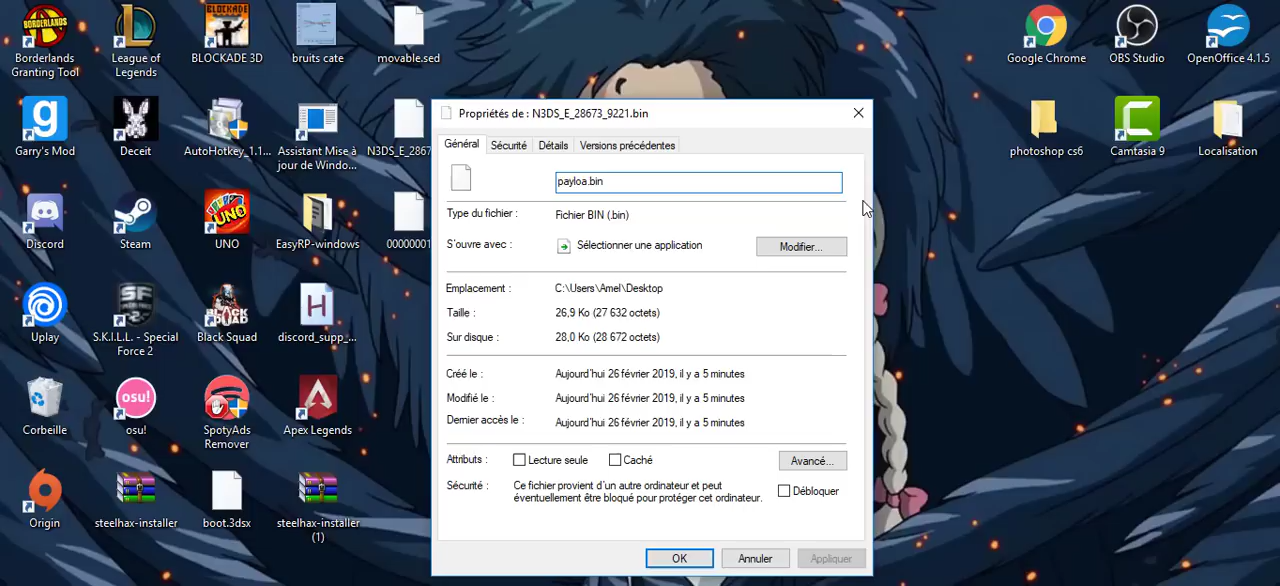 Borderlands
Granting Tool
League of
Legends
BLOCKADE 3D
bruits cate
movable.sed
Google Chrome
OBS Studio
OpenOffice 4.1.5
Garry's Mod
Deceit
AutoHotkey_1.1...
Assistant Mise à
jour de Windo...
N3DS_E_2867
photoshop cs6
Camtasia 9
Localisation
Discord
Steam
UNO
EasyRP-windows
00000001
Uplay
S.K.I.L.L. - Special
Force 2
Black Squad
discord_supp_...
Corbeille
osu!
SpotyAds
Remover
Apex Legends
Origin
steelhax-installer
boot.3dsx
steelhax-installer
(1)
Propriétés de : N3DS_E_28673_9221.bin
Général
Sécurité
Détails
Versions précédentes
payloa.bin
Type du fichier :
Fichier BIN (.bin)
S'ouvre avec :
Sélectionner une application
Modifier...
Emplacement :
C:\Users\Amel\Desktop
Taille :
26,9 Ko (27 632 octets)
Sur disque :
28,0 Ko (28 672 octets)
Créé le :
Aujourd'hui 26 février 2019, il y a 5 minutes
Modifié le :
Aujourd'hui 26 février 2019, il y a 5 minutes
Dernier accès le :
Aujourd'hui 26 février 2019, il y a 5 minutes
Attributs :
Lecture seule
Caché
Avancé...
Sécurité :
Ce fichier provient d'un autre ordinateur et peut
éventuellement être bloqué pour protéger cet ordinateur.
Débloquer
OK
Annuler
Appliquer